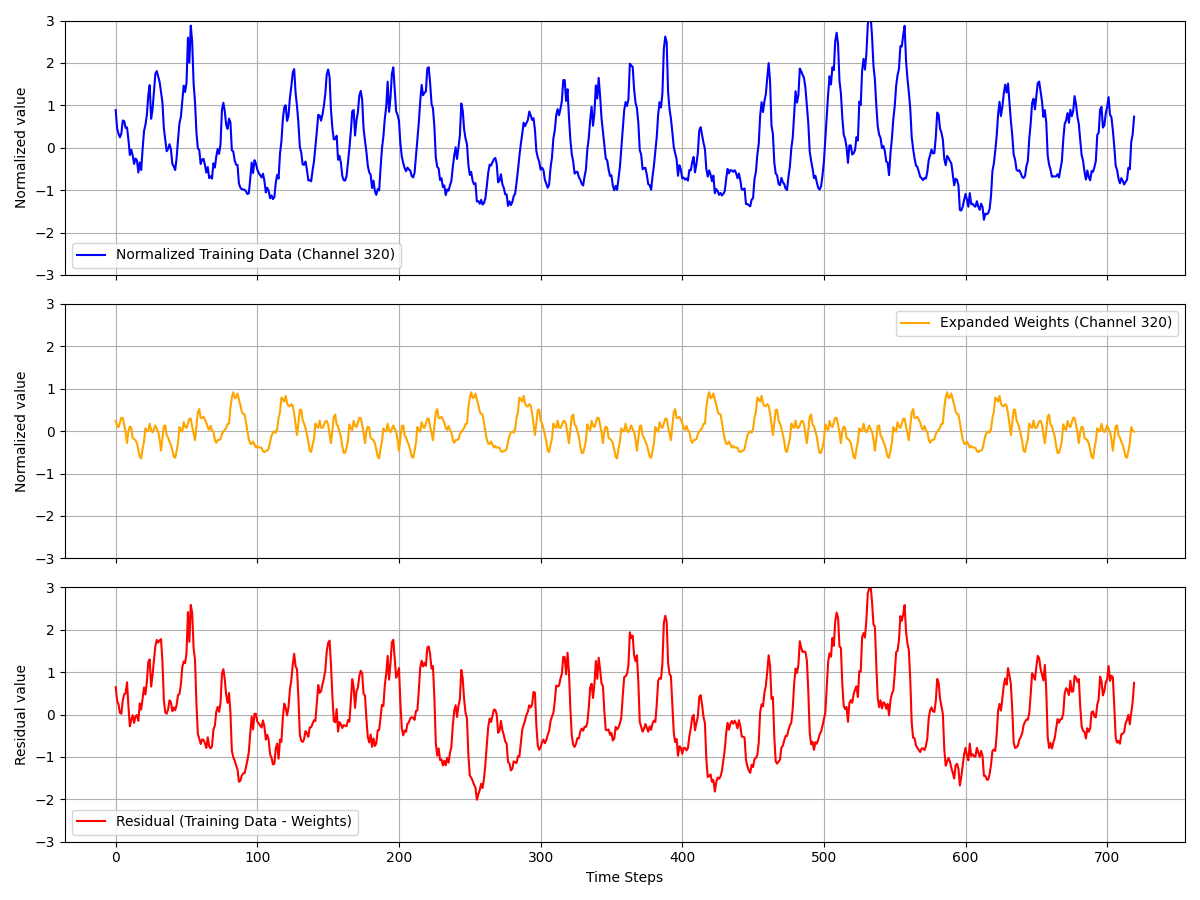 3
2
1
0
−1
−2
−3
Normalized value
Normalized Training Data (Channel 320)
3
2
1
0
−1
−2
−3
Normalized value
Expanded Weights (Channel 320)
3
2
1
0
−1
−2
−3
Residual value
Residual (Training Data - Weights)
0 100 200 300 400 500 600 700
Time Steps